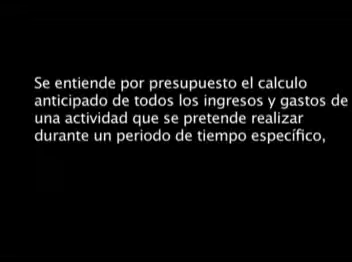 Se entiende por presupuesto el calculo
anticipado de todos los ingresos y gastos de
una actividad que se pretende realizar
durante un periodo de tiempo específico,